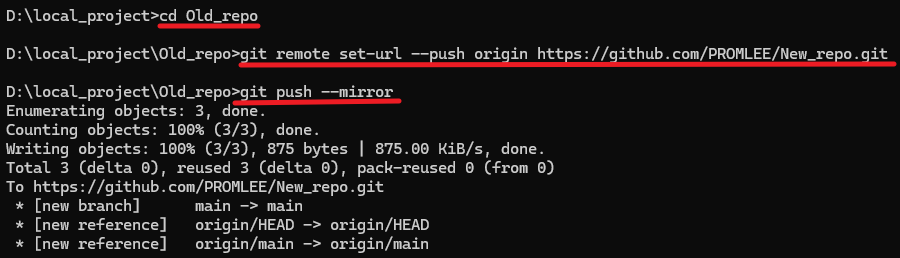 D:\local_project>cd Old_repo
D:\local_project\Old_repo>git remote set-url --push origin https://github.com/PROMLEE/New_repo.git
D:\local_project\Old_repo>git push --mirror
Enumerating objects: 3, done.
Counting objects: 100% (3/3), done.
Writing objects: 100% (3/3), 875 bytes | 875.00 KiB/s, done.
Total 3 (delta 0), reused 3 (delta 0), pack-reused 0 (from 0)
To https://github.com/PROMLEE/New_repo.git
 * [new branch]      main -> main
 * [new reference]   origin/HEAD -> origin/HEAD
 * [new reference]   origin/main -> origin/main